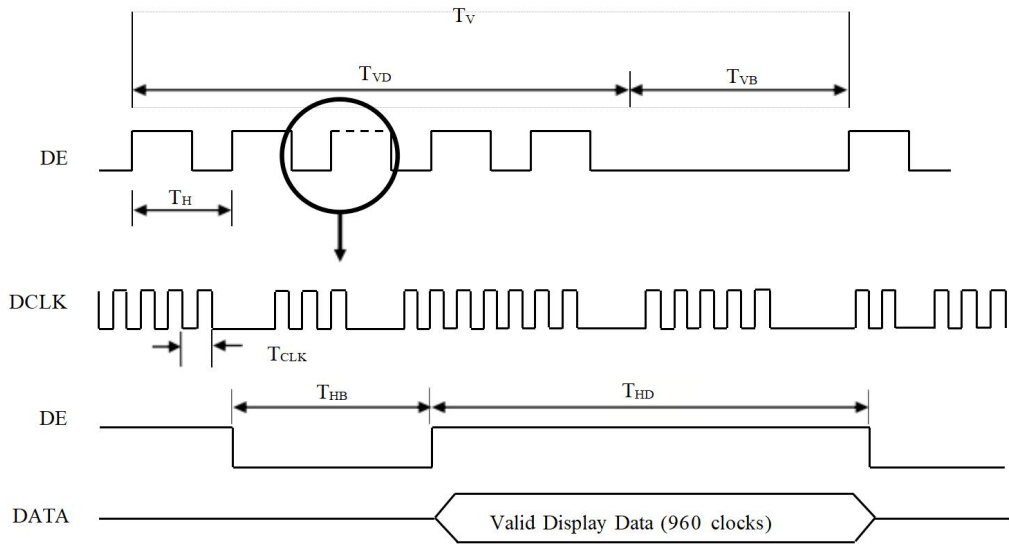 TV
TVD
TVB
DE
TH
DCLK
TCLK
THB
THD
DE
DATA
Valid Display Data (960 clocks)